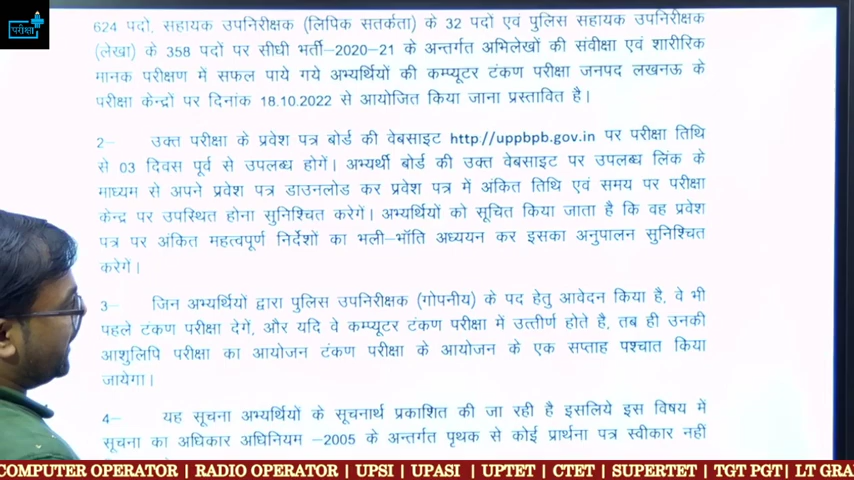 परीक्षा
624 पदो, सहायक उपनिरीक्षक (लिपिक सतर्कता) के 32 पदों एवं पुलिस सहायक उपनिरीक्षक
(लेखा) के 358 पदों पर सीधी भर्ती–2020-21 के अन्तर्गत अभिलेखों की संवीक्षा एवं शारीरिक
मानक परीक्षण में सफल पाये गये अभ्यर्थियों की कम्प्यूटर टंकण परीक्षा जनपद लखनऊ के
परीक्षा केन्द्रों पर दिनांक 18.10.2022 से आयोजित किया जाना प्रस्तावित है।
2– उक्त परीक्षा के प्रवेश पत्र बोर्ड की वेबसाइट http://uppbpb.gov.in पर परीक्षा तिथि
से 03 दिवस पूर्व से उपलब्ध होगें। अभ्यर्थी बोर्ड की उक्त वेबसाइट पर उपलब्ध लिंक के
माध्यम से अपने प्रवेश पत्र डाउनलोड कर प्रवेश पत्र में अंकित तिथि एवं समय पर परीक्षा
केन्द्र पर उपस्थित होना सुनिश्चित करेगें। अभ्यर्थियों को सूचित किया जाता है कि वह प्रवेश
पत्र पर अंकित महत्वपूर्ण निर्देशों का भली–भॉति अध्ययन कर इसका अनुपालन सुनिश्चित
करेगें।
3– जिन अभ्यर्थियों द्वारा पुलिस उपनिरीक्षक (गोपनीय) के पद हेतु आवेदन किया है, वे भी
पहले टंकण परीक्षा देगें, और यदि वे कम्प्यूटर टंकण परीक्षा में उत्तीर्ण होते है, तब ही उनकी
आशुलिपि परीक्षा का आयोजन टंकण परीक्षा के आयोजन के एक सप्ताह पश्चात किया
जायेगा।
4– यह सूचना अभ्यर्थियों के सूचनार्थ प्रकाशित की जा रही है इसलिये इस विषय में
सूचना का अधिकार अधिनियम –2005 के अन्तर्गत पृथक से कोई प्रार्थना पत्र स्वीकार नहीं
COMPUTER OPERATOR | RADIO OPERATOR | UPSI | UPASI | UPTET | CTET | SUPERTET | TGT PGT| LT GRA